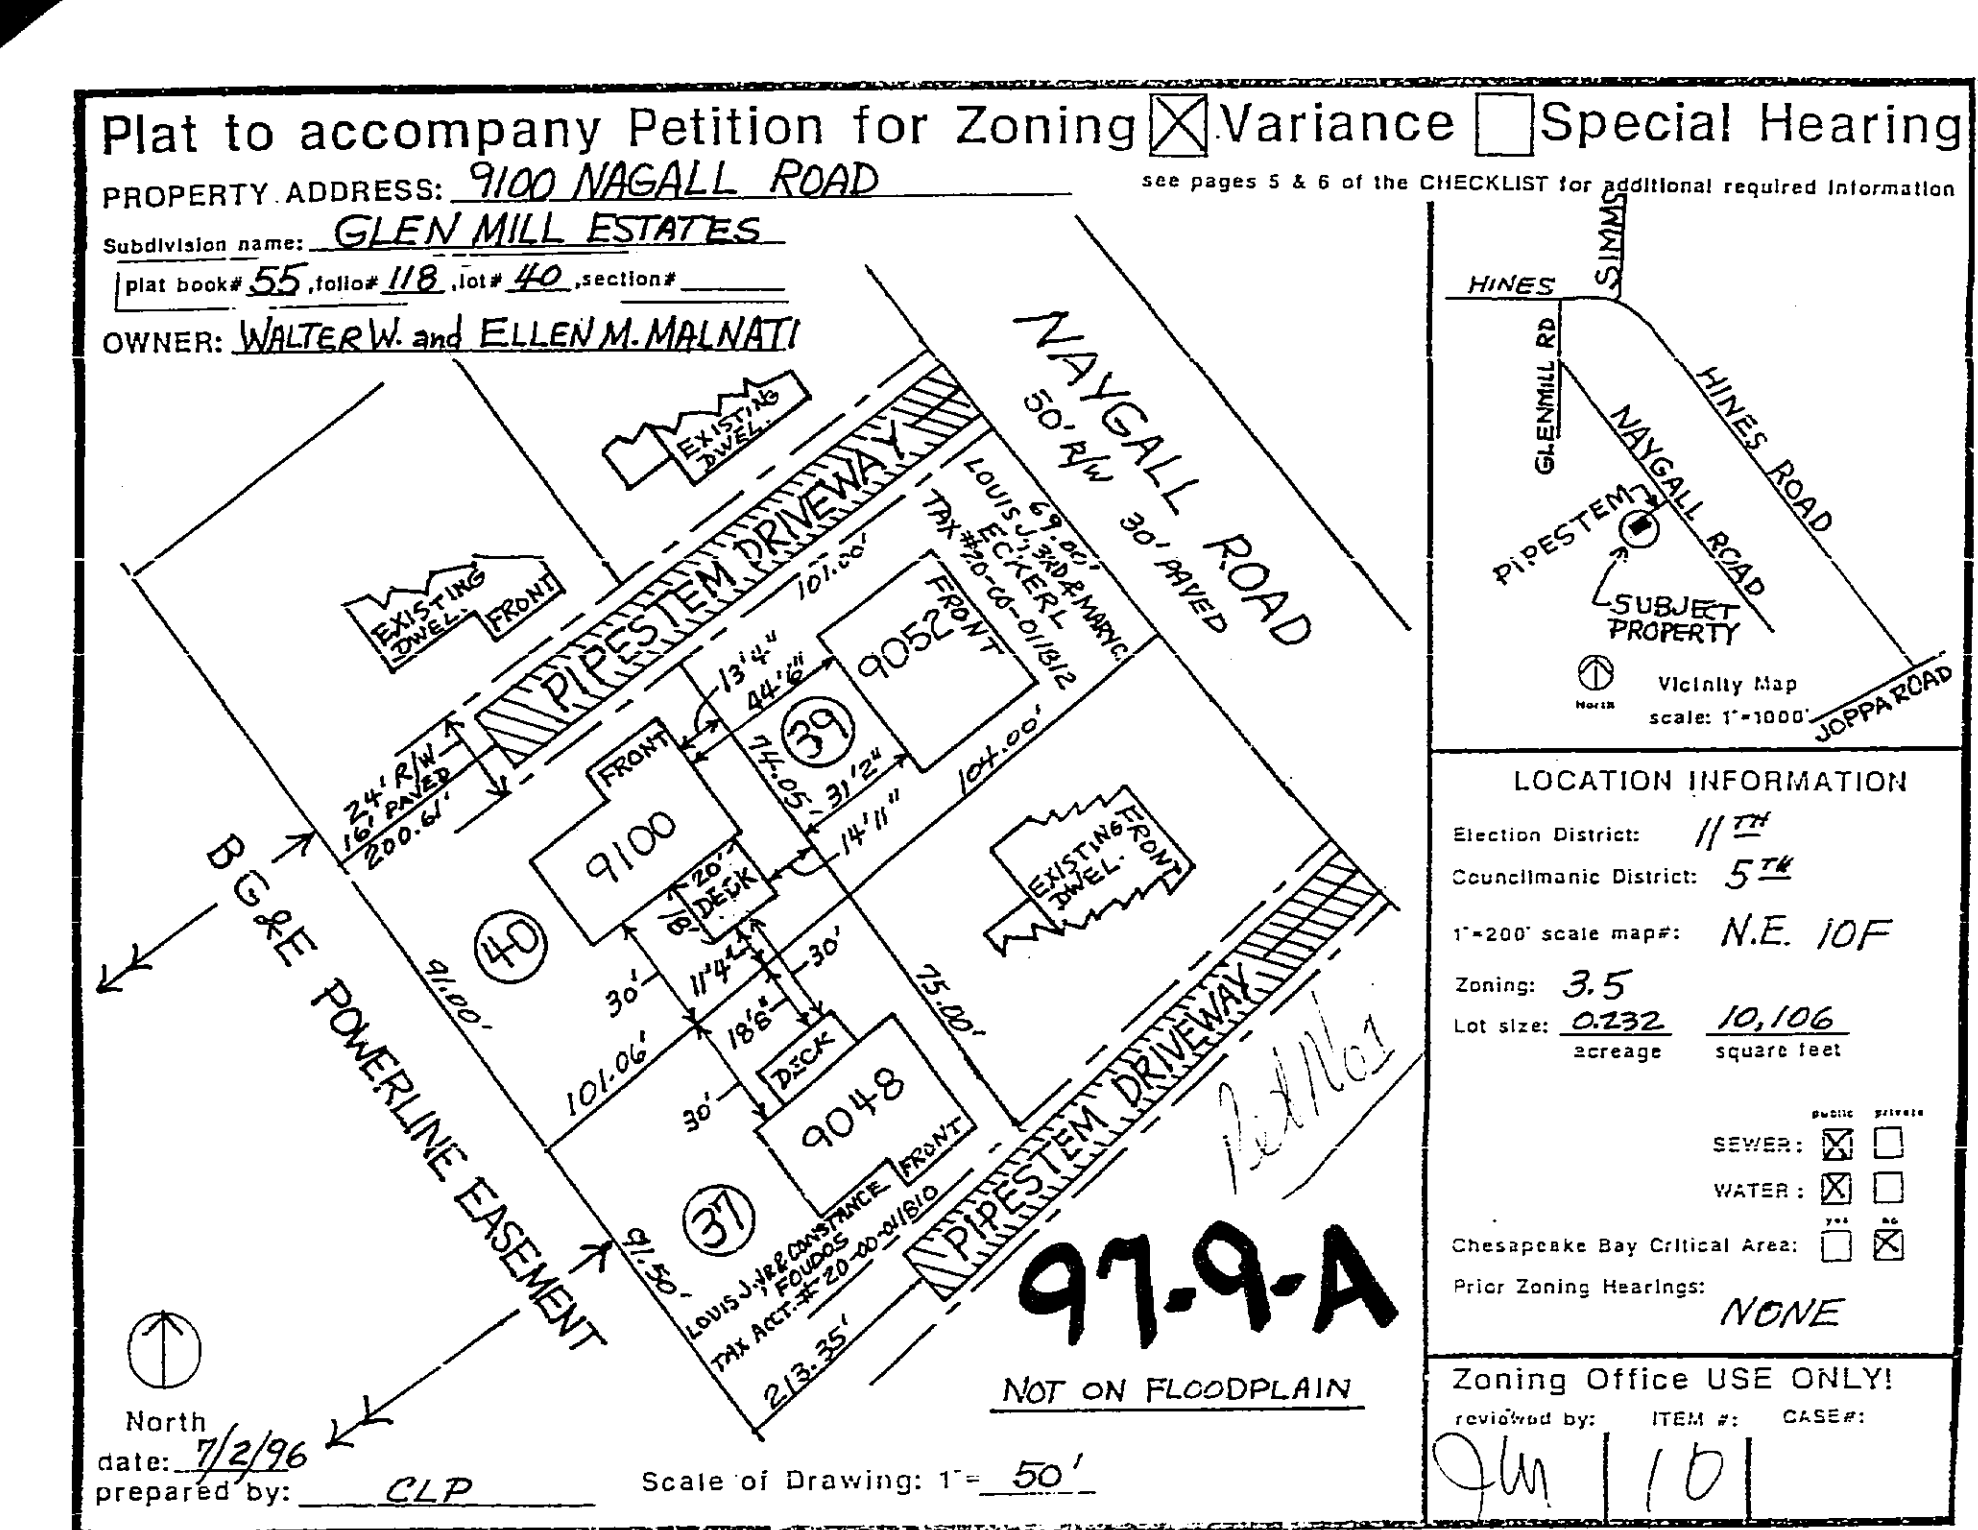 Plat to accompany Petition for Zoning Variance Special Hearing
PROPERTY ADDRESS: 9100 NAGALL ROAD
see pages 5 & 6 of the CHECKLIST for additional required information
Subdivision name: GLEN MILL ESTATES
plat book# 55, folio# 118, lot# 40, section#
OWNER: WALTER W. and ELLEN M. MALNATI
EXISTING DWEL.
EXISTING DWEL. FRONT
PIPESTEM DRIVEWAY
NAYGALL ROAD
50' R/W 30' PAVED
69.00'
LOUIS J., 3RD & MARY C.
ECKERL
TAX #20-00-011812
101.00'
FRONT
9052
13'4"
44'6"
39
74.05'
31'2"
104.00'
14'11"
24' R/W
16' PAVED
200.61'
FRONT
9100
20'
DECK
18'
40
91.00'
30'
11'4"
30'
18'8"
101.06'
30'
DECK
9048
FRONT
37
91.50'
LOUIS J., JR & CONSTANCE
FOUDOS
TAX ACCT. # 20-00-011810
213.35'
EXISTING DWEL. FRONT
75.00'
PIPESTEM DRIVEWAY
BG&E POWERLINE EASEMENT
97-9-A
NOT ON FLOODPLAIN
North
date: 7/2/96
prepared by: CLP
Scale of Drawing: 1"= 50'
HINES
SIMMS
GLENMILL RD
HINES ROAD
NAYGALL ROAD
PIPESTEM
SUBJECT
PROPERTY
JOPPA ROAD
North
Vicinity Map
scale: 1"=1000'
LOCATION INFORMATION
Election District: 11TH
Councilmanic District: 5TH
1"=200' scale map#: N.E. 10F
Zoning: 3.5
Lot size: 0.232 10,106
acreage square feet
public private
SEWER:
WATER:
yes no
Chesapeake Bay Critical Area:
Prior Zoning Hearings:
NONE
Zoning Office USE ONLY!
reviewed by: ITEM #: CASE#:
10